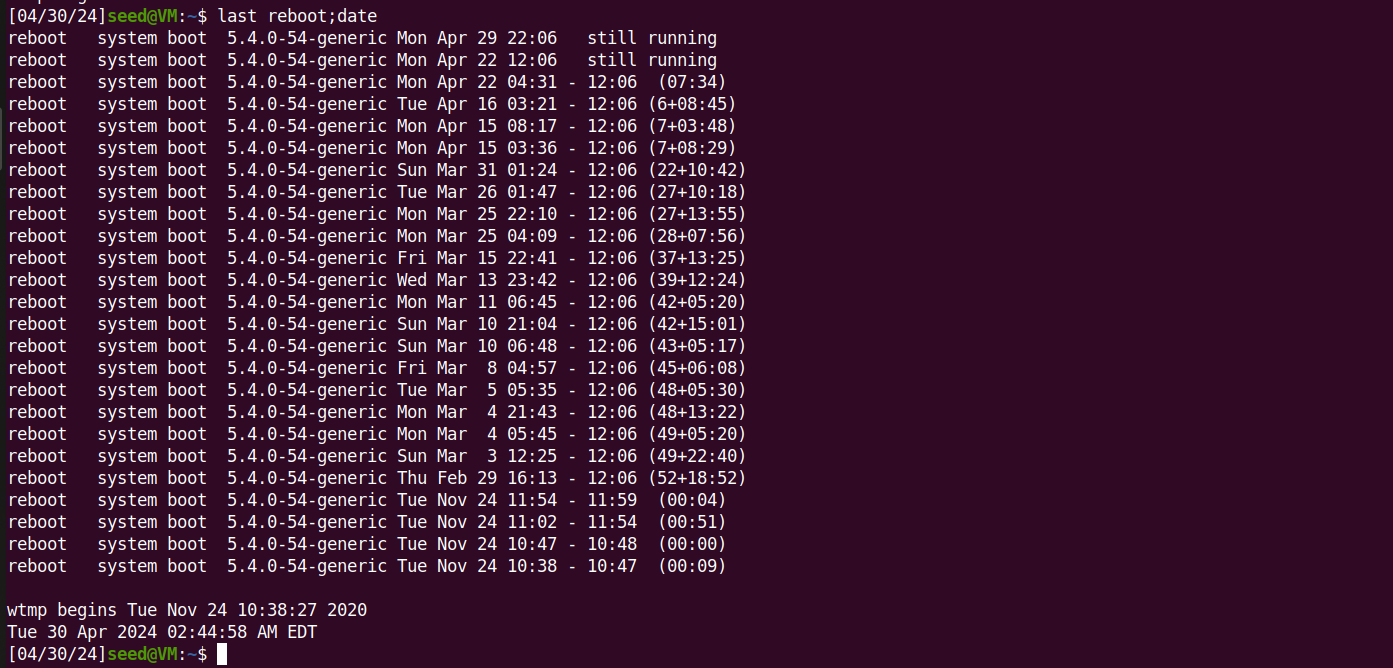 [04/30/24]seed@VM:~$ last reboot;date
reboot   system boot  5.4.0-54-generic Mon Apr 29 22:06   still running
reboot   system boot  5.4.0-54-generic Mon Apr 22 12:06   still running
reboot   system boot  5.4.0-54-generic Mon Apr 22 04:31 - 12:06  (07:34)
reboot   system boot  5.4.0-54-generic Tue Apr 16 03:21 - 12:06 (6+08:45)
reboot   system boot  5.4.0-54-generic Mon Apr 15 08:17 - 12:06 (7+03:48)
reboot   system boot  5.4.0-54-generic Mon Apr 15 03:36 - 12:06 (7+08:29)
reboot   system boot  5.4.0-54-generic Sun Mar 31 01:24 - 12:06 (22+10:42)
reboot   system boot  5.4.0-54-generic Tue Mar 26 01:47 - 12:06 (27+10:18)
reboot   system boot  5.4.0-54-generic Mon Mar 25 22:10 - 12:06 (27+13:55)
reboot   system boot  5.4.0-54-generic Mon Mar 25 04:09 - 12:06 (28+07:56)
reboot   system boot  5.4.0-54-generic Fri Mar 15 22:41 - 12:06 (37+13:25)
reboot   system boot  5.4.0-54-generic Wed Mar 13 23:42 - 12:06 (39+12:24)
reboot   system boot  5.4.0-54-generic Mon Mar 11 06:45 - 12:06 (42+05:20)
reboot   system boot  5.4.0-54-generic Sun Mar 10 21:04 - 12:06 (42+15:01)
reboot   system boot  5.4.0-54-generic Sun Mar 10 06:48 - 12:06 (43+05:17)
reboot   system boot  5.4.0-54-generic Fri Mar  8 04:57 - 12:06 (45+06:08)
reboot   system boot  5.4.0-54-generic Tue Mar  5 05:35 - 12:06 (48+05:30)
reboot   system boot  5.4.0-54-generic Mon Mar  4 21:43 - 12:06 (48+13:22)
reboot   system boot  5.4.0-54-generic Mon Mar  4 05:45 - 12:06 (49+05:20)
reboot   system boot  5.4.0-54-generic Sun Mar  3 12:25 - 12:06 (49+22:40)
reboot   system boot  5.4.0-54-generic Thu Feb 29 16:13 - 12:06 (52+18:52)
reboot   system boot  5.4.0-54-generic Tue Nov 24 11:54 - 11:59  (00:04)
reboot   system boot  5.4.0-54-generic Tue Nov 24 11:02 - 11:54  (00:51)
reboot   system boot  5.4.0-54-generic Tue Nov 24 10:47 - 10:48  (00:00)
reboot   system boot  5.4.0-54-generic Tue Nov 24 10:38 - 10:47  (00:09)

wtmp begins Tue Nov 24 10:38:27 2020
Tue 30 Apr 2024 02:44:58 AM EDT
[04/30/24]seed@VM:~$